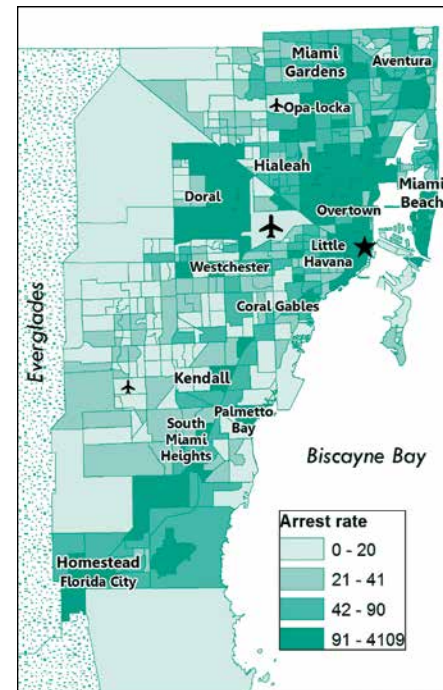 Miami
Gardens
Aventura
Opa-locka
Hialeah
Miami
Beach
Doral
Overtown
Little
Havana
Westchester
Coral Gables
Everglades
Kendall
Palmetto
Bay
South
Miami
Heights
Biscayne Bay
Homestead
Florida City
Arrest rate
0 - 20
21 - 41
42 - 90
91 - 4109